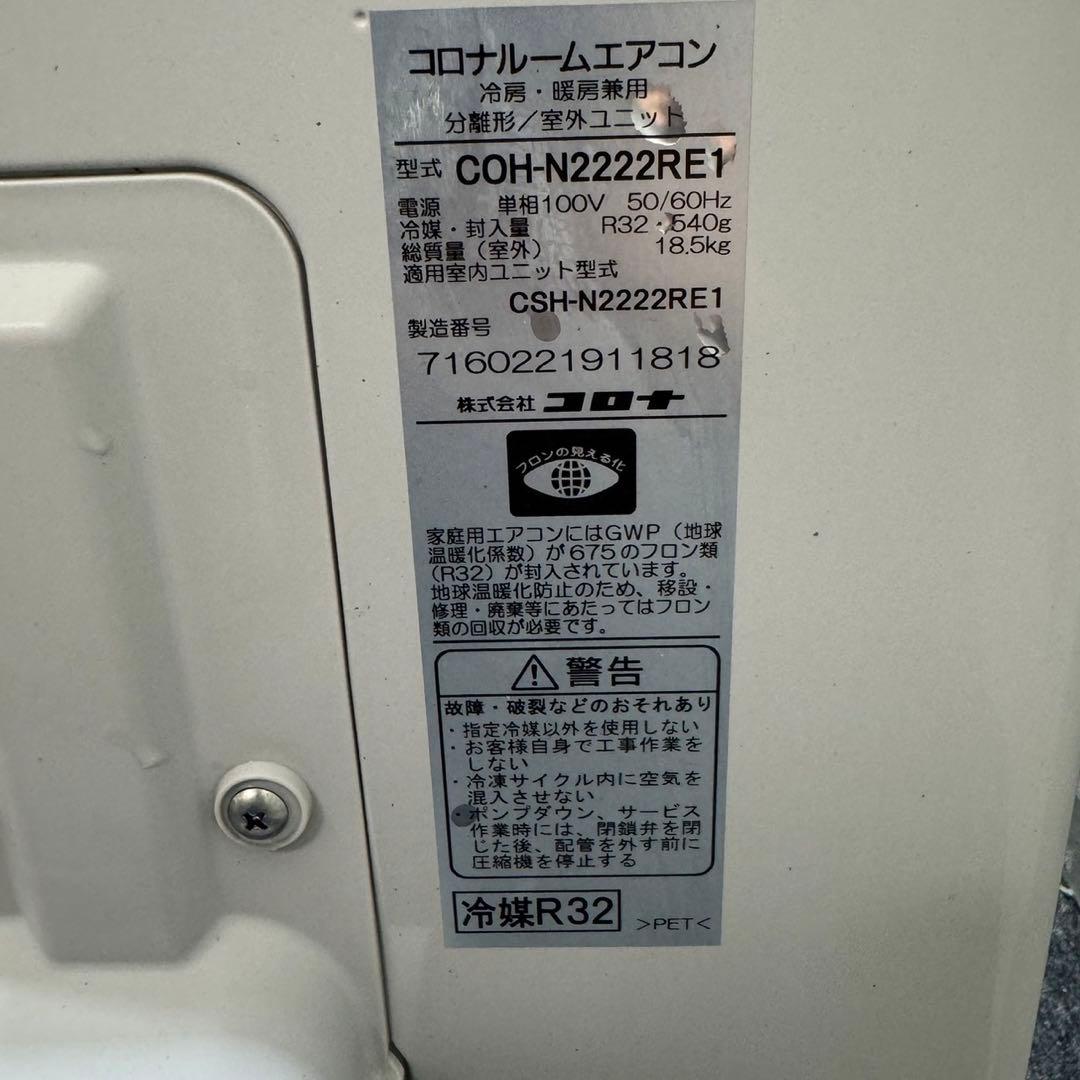 コロナルームエアコン
冷房・暖房兼用
分離形／室外ユニット
型式 COH-N2222RE1
電源 単相100V 50/60Hz
冷媒・封入量 R32・540g
総質量（室外） 18.5kg
適用室内ユニット型式
CSH-N2222RE1
製造番号
7160221911818
株式会社 コロナ
フロンの見える化
家庭用エアコンにはGWP（地球
温暖化係数）が675のフロン類
（R32）が封入されています。
地球温暖化防止のため、移設・
修理・廃棄等にあたってはフロン
類の回収が必要です。
警告
故障・破裂などのおそれあり
・指定冷媒以外を使用しない
・お客様自身で工事作業を
しない
・冷凍サイクル内に空気を
混入させない
・ポンプダウン、サービス
作業時には、閉鎖弁を閉
じた後、配管を外す前に
圧縮機を停止する
冷媒R32
>PET<